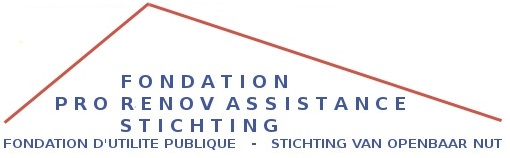 FONDATION
PRO RENOV ASSISTANCE
STICHTING
FONDATION D'UTILITE PUBLIQUE - STICHTING VAN OPENBAAR NUT